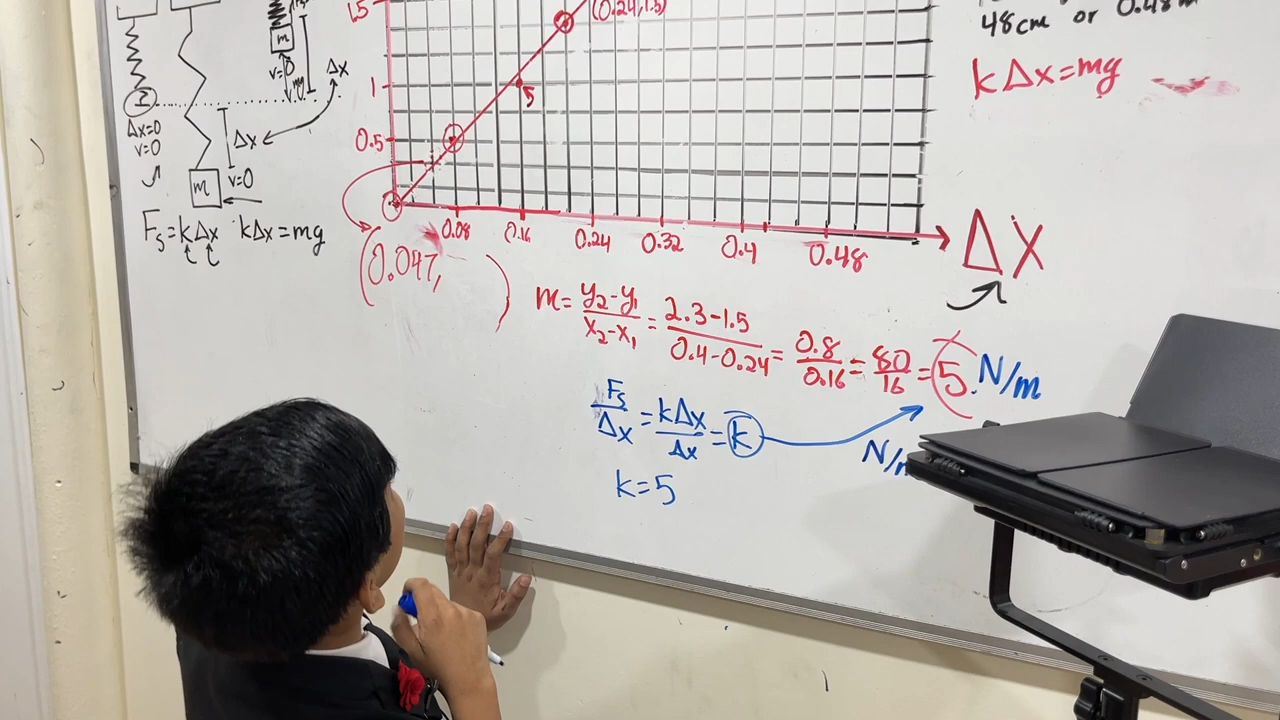 1.5
(0.24,1.5)
48cm or 0.48m
kΔx=mg
m
v=0
mg
Δx
1
5
Δx=0
v=0
Δx
0.5
v=0
m
Fs=kΔx kΔx=mg
0.08 0.16 0.24 0.32 0.4 0.48
ΔX
(0.047, )
m= y2-y1 / x2-x1 = 2.3-1.5 / 0.4-0.24 = 0.8 / 0.16 = 80 / 16 = 5 N/m
Fs / Δx = kΔx / Δx = k
N/m
k=5